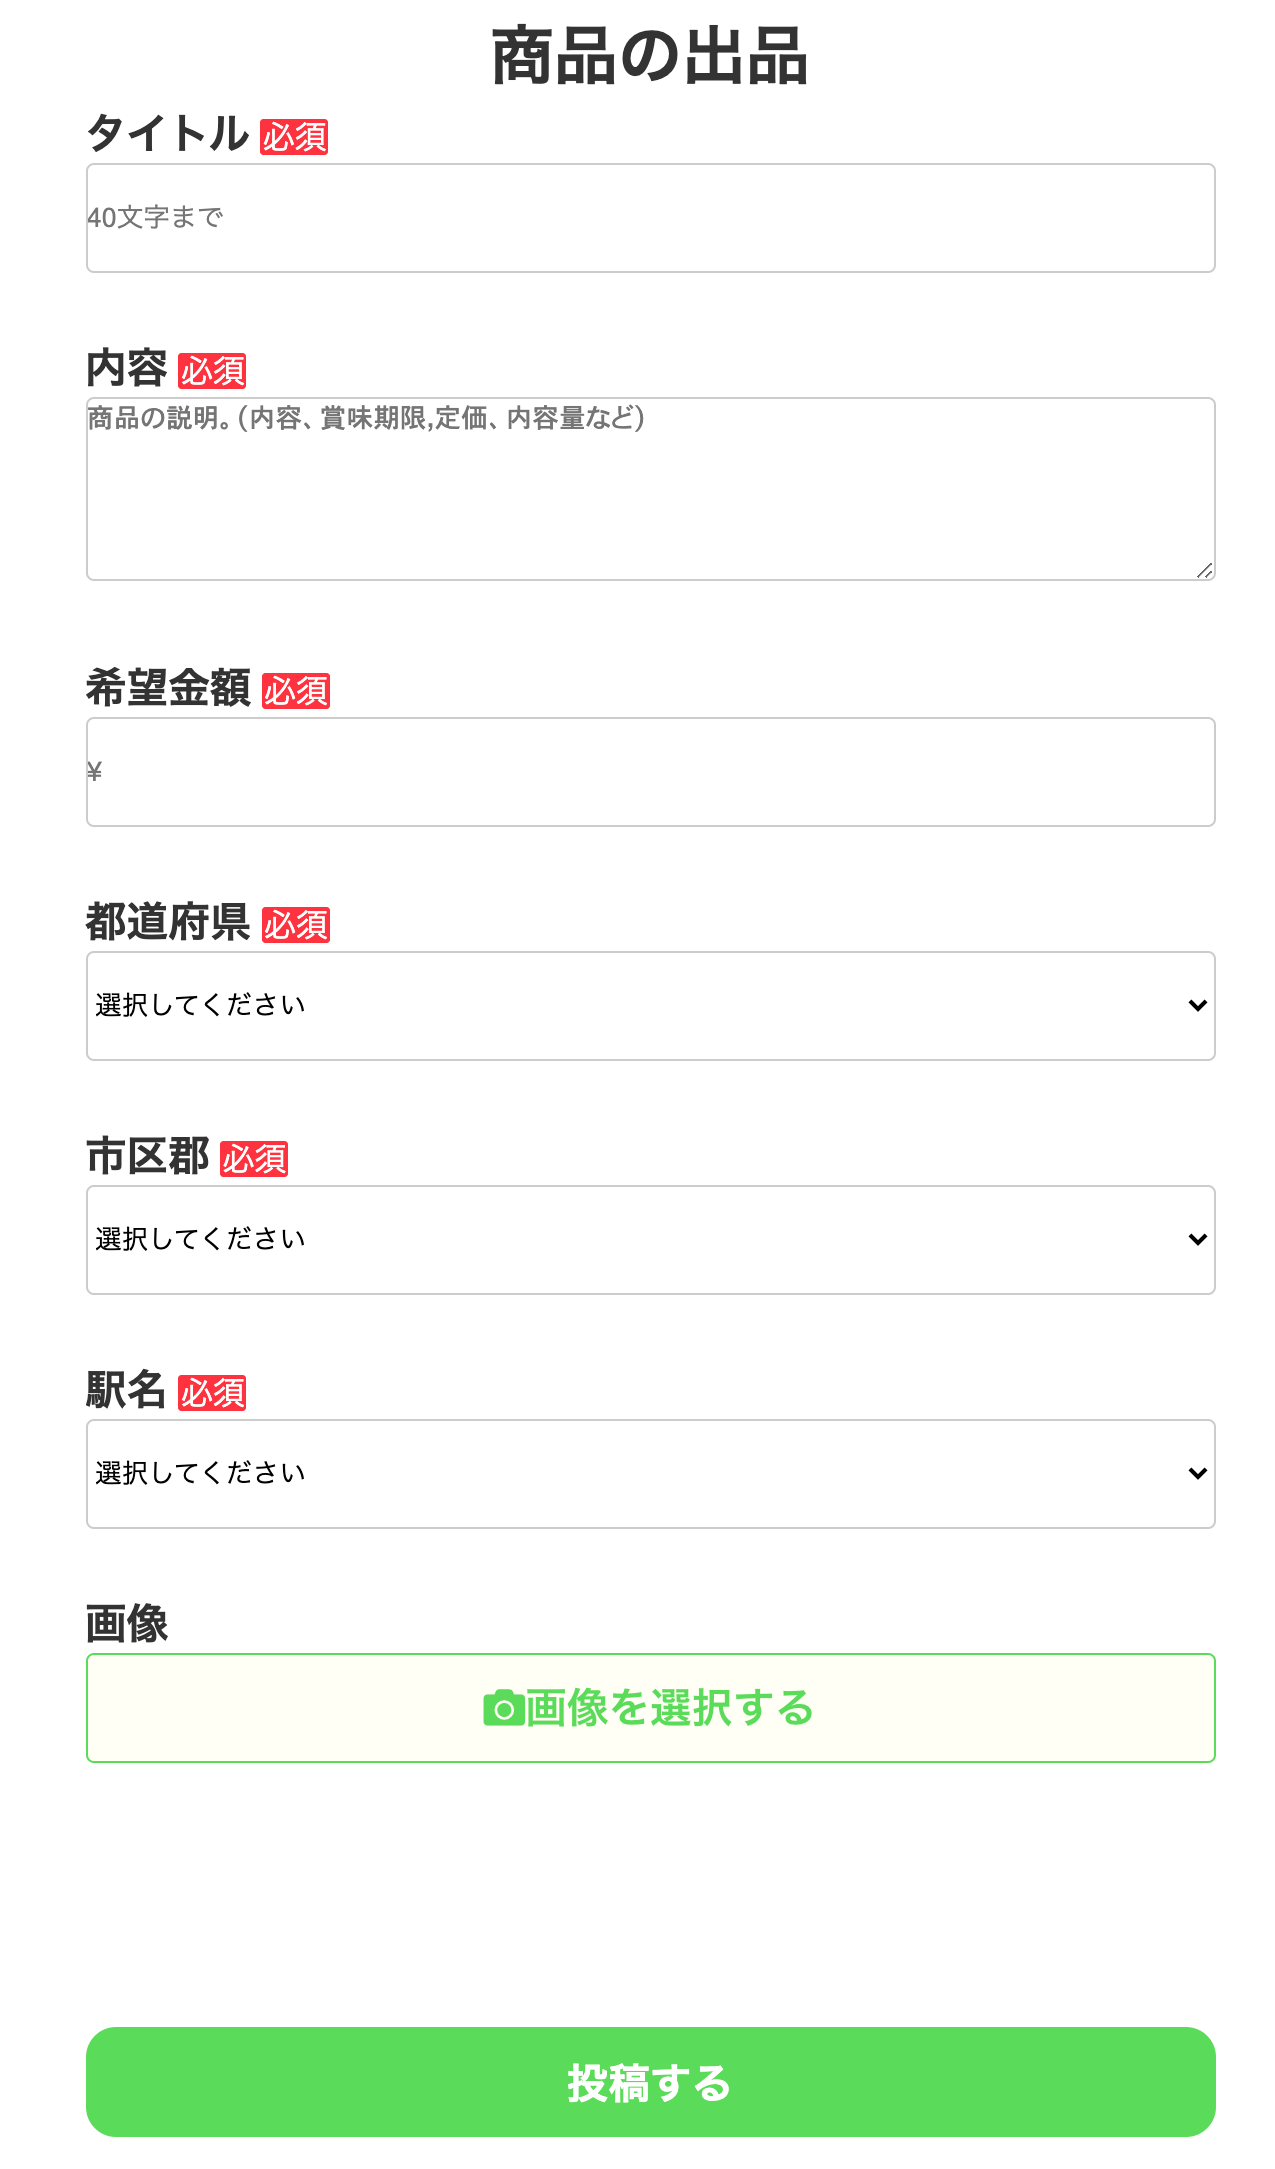 商品の出品
タイトル 必須
40文字まで
内容 必須
商品の説明。(内容、賞味期限,定価、内容量など)
希望金額 必須
¥
都道府県 必須
選択してください
市区郡 必須
選択してください
駅名 必須
選択してください
画像
画像を選択する
投稿する